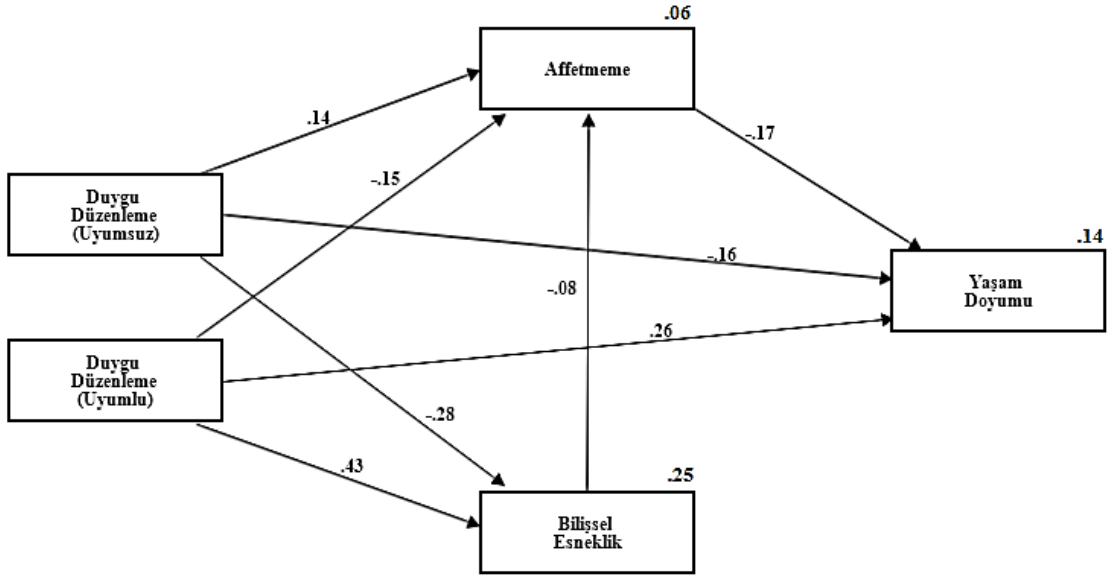 .06
Affetmeme
.14
-.17
-.15
Duygu
Düzenleme
(Uyumsuz)
-.16
.14
Yaşam
Doyumu
-.08
.26
Duygu
Düzenleme
(Uyumlu)
-.28
.43
.25
Bilişsel
Esneklik